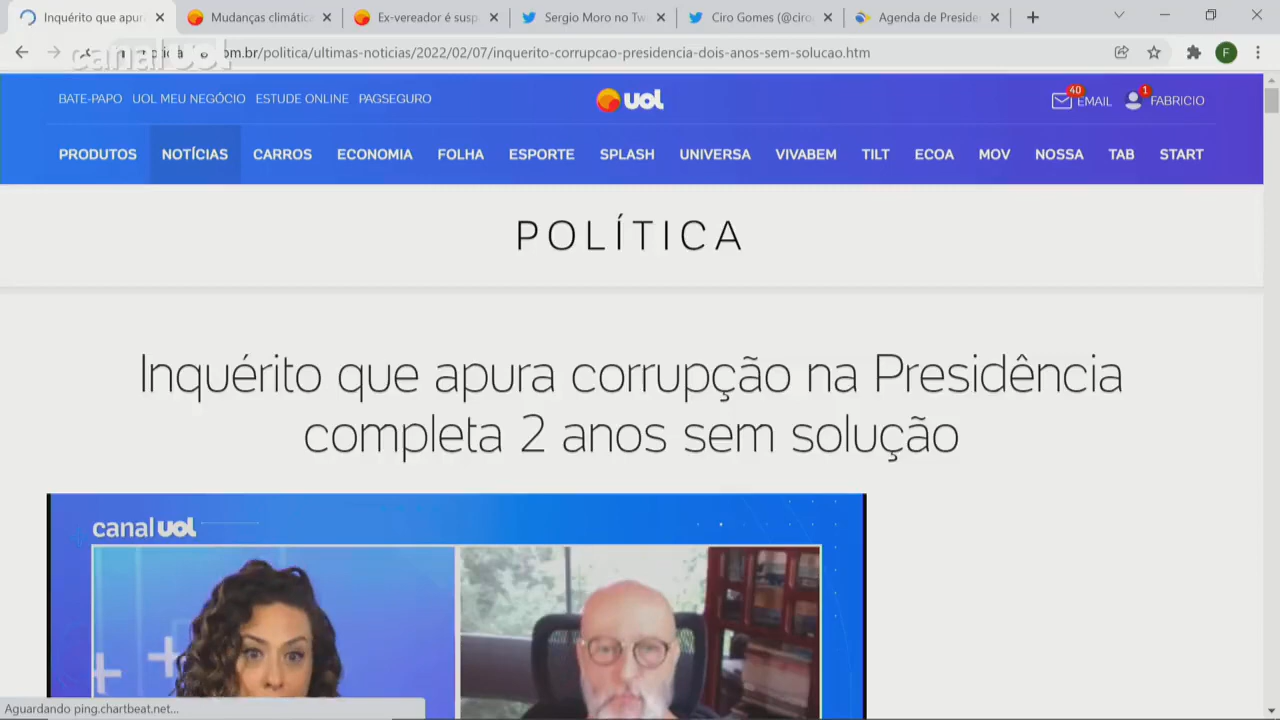 Inquérito que apur
Mudanças climátic
Ex-vereador é susp
Sergio Moro no Tw
Ciro Gomes (@ciro
Agenda de Preside
canal uol
om.br/politica/ultimas-noticias/2022/02/07/inquerito-corrupcao-presidencia-dois-anos-sem-solucao.htm
F
BATE-PAPO UOL MEU NEGÓCIO ESTUDE ONLINE PAGSEGURO
uol
40 EMAIL 1 FABRICIO
PRODUTOS NOTÍCIAS CARROS ECONOMIA FOLHA ESPORTE SPLASH UNIVERSA VIVABEM TILT ECOA MOV NOSSA TAB START
POLÍTICA
Inquérito que apura corrupção na Presidência
completa 2 anos sem solução
canal uol
Aguardando ping.chartbeat.net...